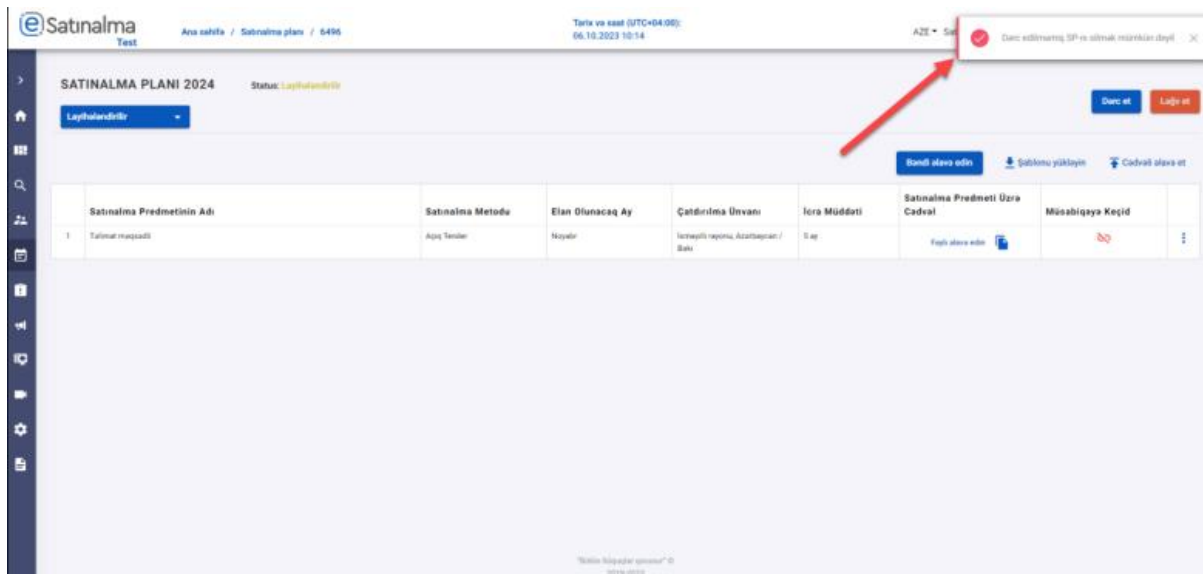 eSatınalma
Test
Ana səhifə / Satınalma planı / 6496
Tarix və saat (UTC+04:00):
06.10.2023 10:14
AZE
Dərc edilməmiş SP-nı silmək mümkün deyil
SATINALMA PLANI 2024
Status: Layihələndirilir
Layihələndirilir
Dərc et
Ləğv et
Bəndi əlavə edin
Şablonu yükləyin
Cədvəli əlavə et
Satınalma Predmetinin Adı
Satınalma Metodu
Elan Olunacaq Ay
Çatdırılma Ünvanı
İcra Müddəti
Satınalma Predmeti Üzrə
Cədvəl
Müsabiqəyə Keçid
1
Təlimat məqsədli
Açıq Tender
Noyabr
İsmayıllı rayonu, Azərbaycan /
Bakı
5 ay
Faylı əlavə edin